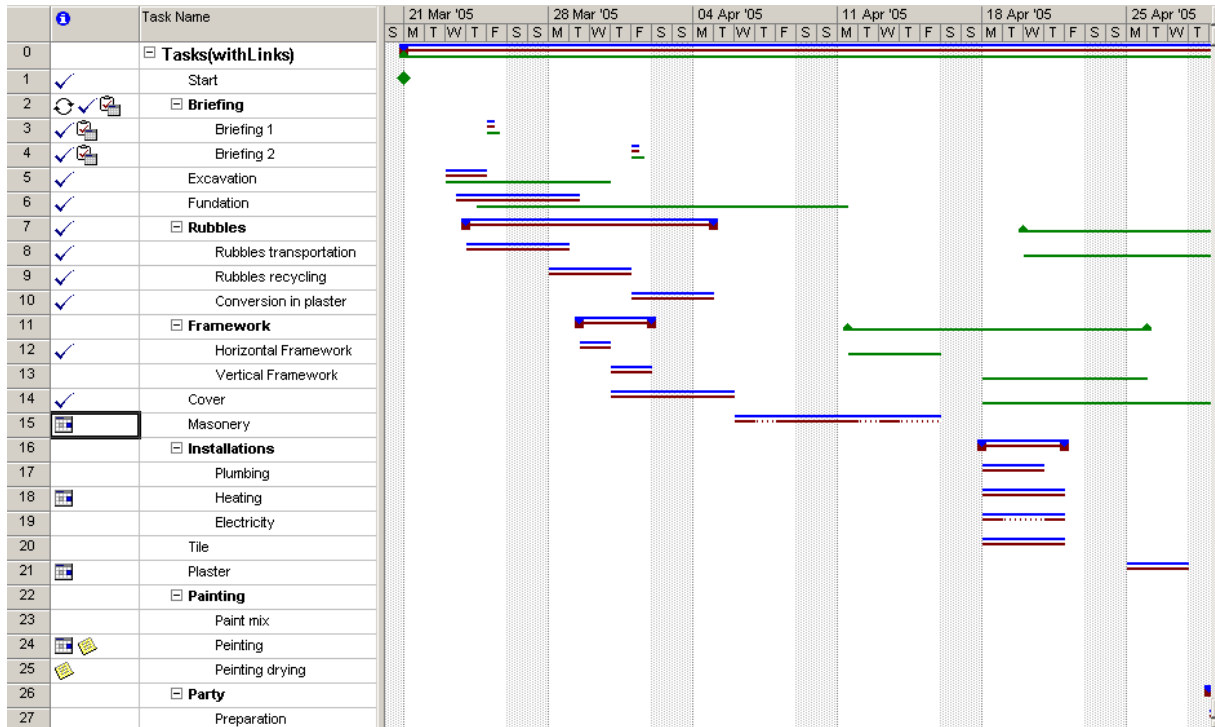 Task Name 21 Mar '05 28 Mar '05 04 Apr '05 11 Apr '05 18 Apr '05 25 Apr '05
S M T W T F S S M T W T F S S M T W T F S S M T W T F S S M T W T F S S M T W T
0 Tasks(withLinks)
1 Start
2 Briefing
3 Briefing 1
4 Briefing 2
5 Excavation
6 Fundation
7 Rubbles
8 Rubbles transportation
9 Rubbles recycling
10 Conversion in plaster
11 Framework
12 Horizontal Framework
13 Vertical Framework
14 Cover
15 Masonery
16 Installations
17 Plumbing
18 Heating
19 Electricity
20 Tile
21 Plaster
22 Painting
23 Paint mix
24 Peinting
25 Peinting drying
26 Party
27 Preparation